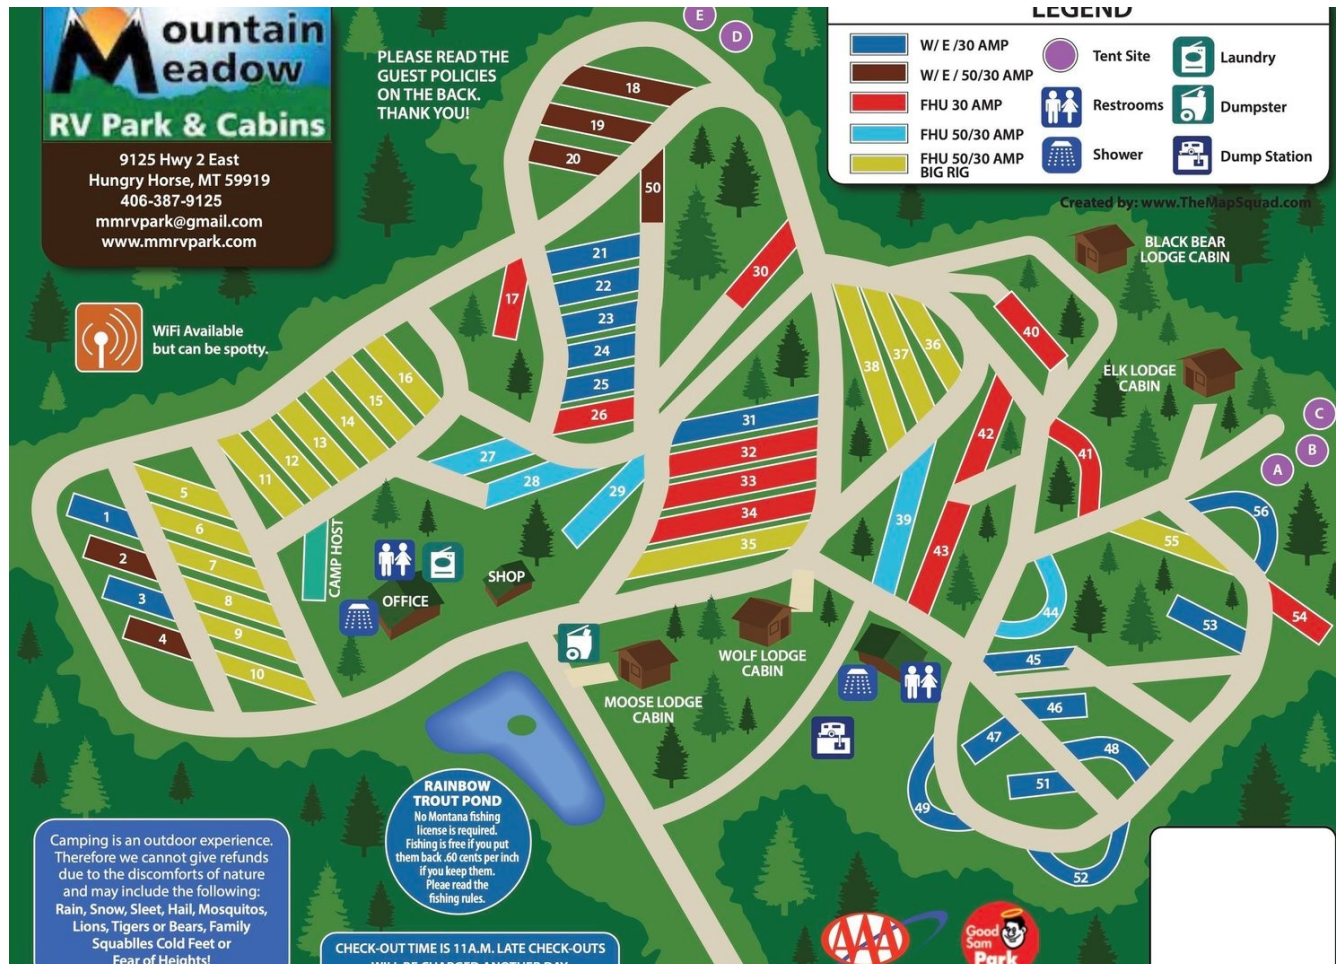 Mountain
Meadow
RV Park & Cabins
9125 Hwy 2 East
Hungry Horse, MT 59919
406-387-9125
mmrvpark@gmail.com
www.mmrvpark.com
PLEASE READ THE
GUEST POLICIES
ON THE BACK.
THANK YOU!
E
D
LEGEND
W/ E /30 AMP
W/ E / 50/30 AMP
FHU 30 AMP
FHU 50/30 AMP
FHU 50/30 AMP
BIG RIG
Tent Site
Restrooms
Shower
Laundry
Dumpster
Dump Station
Created by: www.TheMapSquad.com
WiFi Available
but can be spotty.
18
19
20
50
21
22
23
24
25
26
17
30
16
15
14
13
12
11
27
28
29
31
32
33
34
35
38
37
36
40
BLACK BEAR
LODGE CABIN
ELK LODGE
CABIN
C
B
A
42
41
39
43
44
56
55
54
53
45
46
47
48
51
49
52
1
2
3
4
5
6
7
8
9
10
CAMP HOST
OFFICE
SHOP
WOLF LODGE
CABIN
MOOSE LODGE
CABIN
RAINBOW
TROUT POND
No Montana fishing
license is required.
Fishing is free if you put
them back .60 cents per inch
if you keep them.
Pleae read the
fishing rules.
Camping is an outdoor experience.
Therefore we cannot give refunds
due to the discomforts of nature
and may include the following:
Rain, Snow, Sleet, Hail, Mosquitos,
Lions, Tigers or Bears, Family
Squablles Cold Feet or
Fear of Heights!
CHECK-OUT TIME IS 11A.M. LATE CHECK-OUTS
WILL BE CHARGED ANOTHER DAY
AAA
Good
Sam
Park